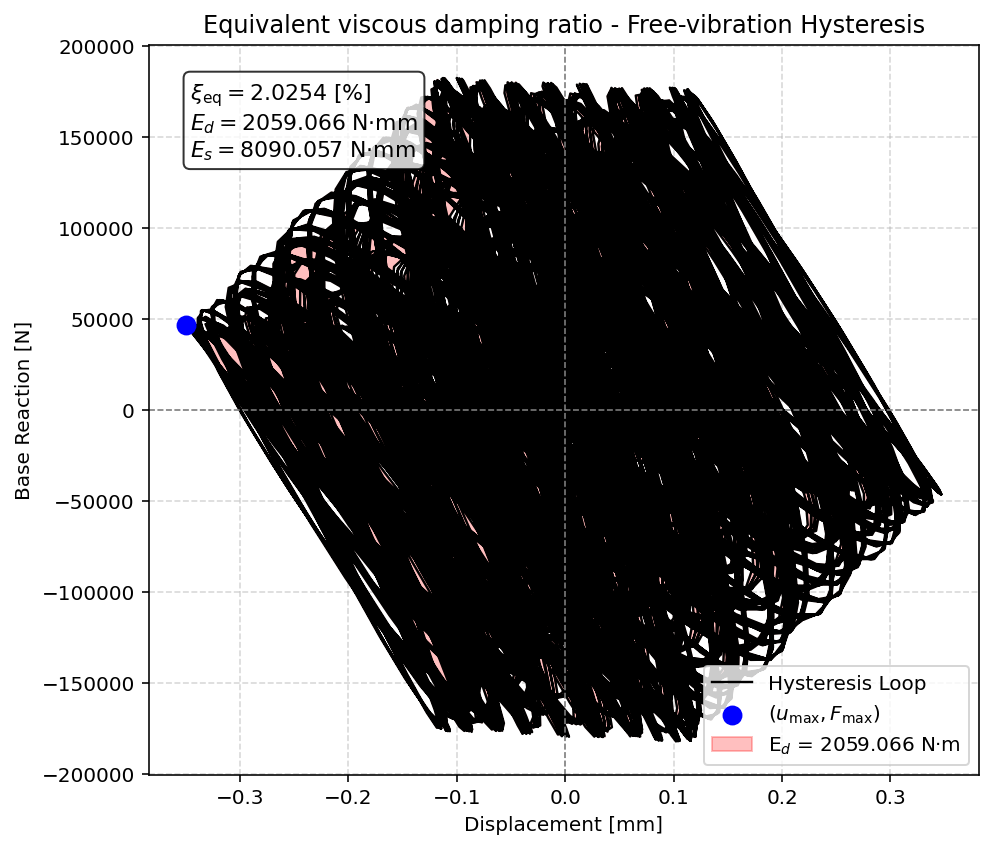 Equivalent viscous damping ratio - Free-vibration Hysteresis
200000
150000
100000
50000
0
−50000
−100000
−150000
−200000
Base Reaction [N]
ξeq = 2.0254 [%]
Ed = 2059.066 N·mm
Es = 8090.057 N·mm
Hysteresis Loop
(umax, Fmax)
Ed = 2059.066 N·m
−0.3 −0.2 −0.1 0.0 0.1 0.2 0.3
Displacement [mm]